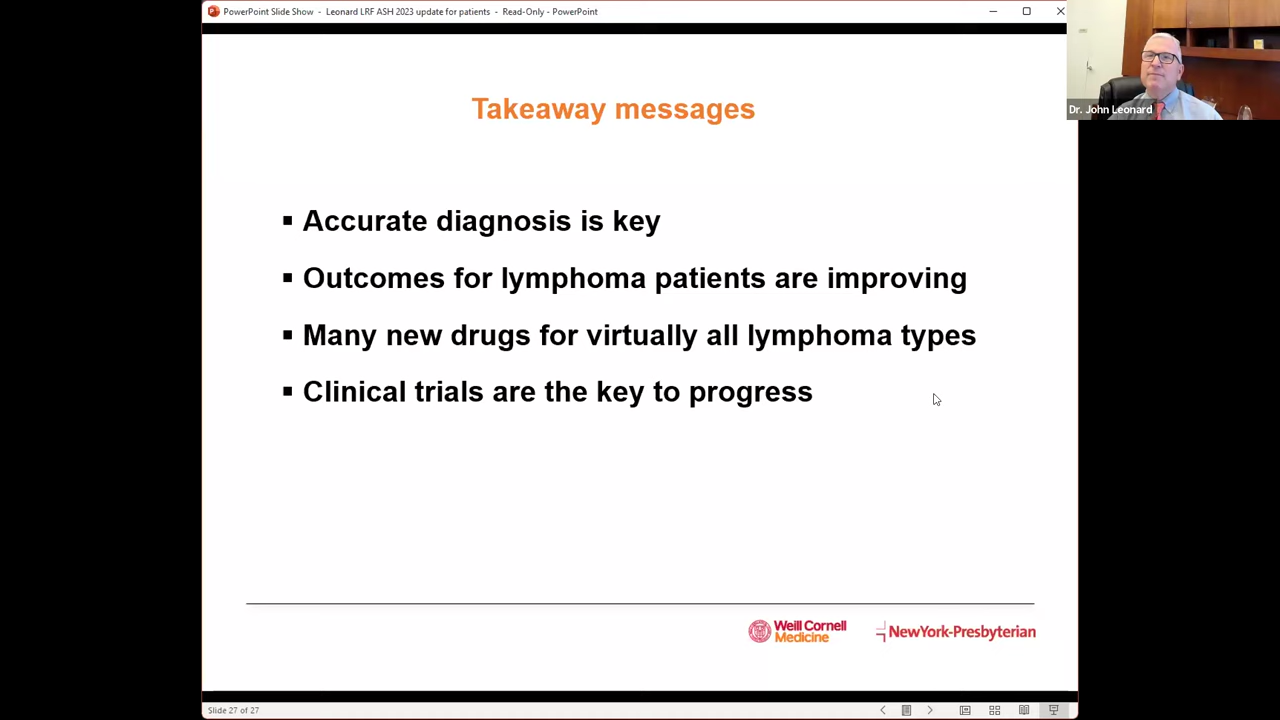 PowerPoint Slide Show - Leonard LRF ASH 2023 update for patients - Read-Only - PowerPoint
Dr. John Leonard
Takeaway messages
▪ Accurate diagnosis is key
▪ Outcomes for lymphoma patients are improving
▪ Many new drugs for virtually all lymphoma types
▪ Clinical trials are the key to progress
Weill Cornell
Medicine
NewYork-Presbyterian
Slide 27 of 27